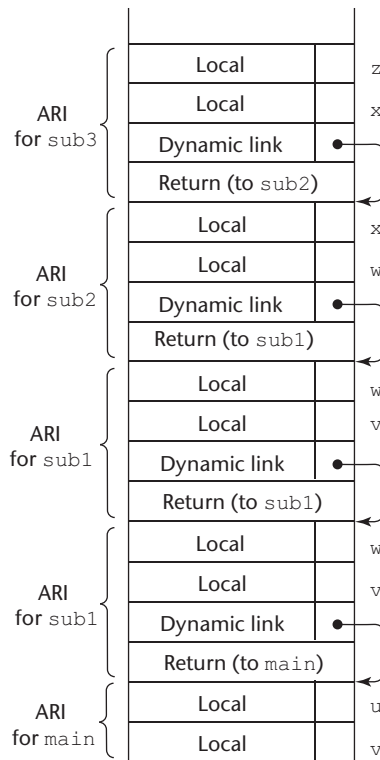 Local z
Local x
ARI
for sub3
Dynamic link
Return (to sub2)
Local x
Local w
ARI
for sub2
Dynamic link
Return (to sub1)
Local w
Local v
ARI
for sub1
Dynamic link
Return (to sub1)
Local w
Local v
ARI
for sub1
Dynamic link
Return (to main)
Local u
ARI
for main
Local v